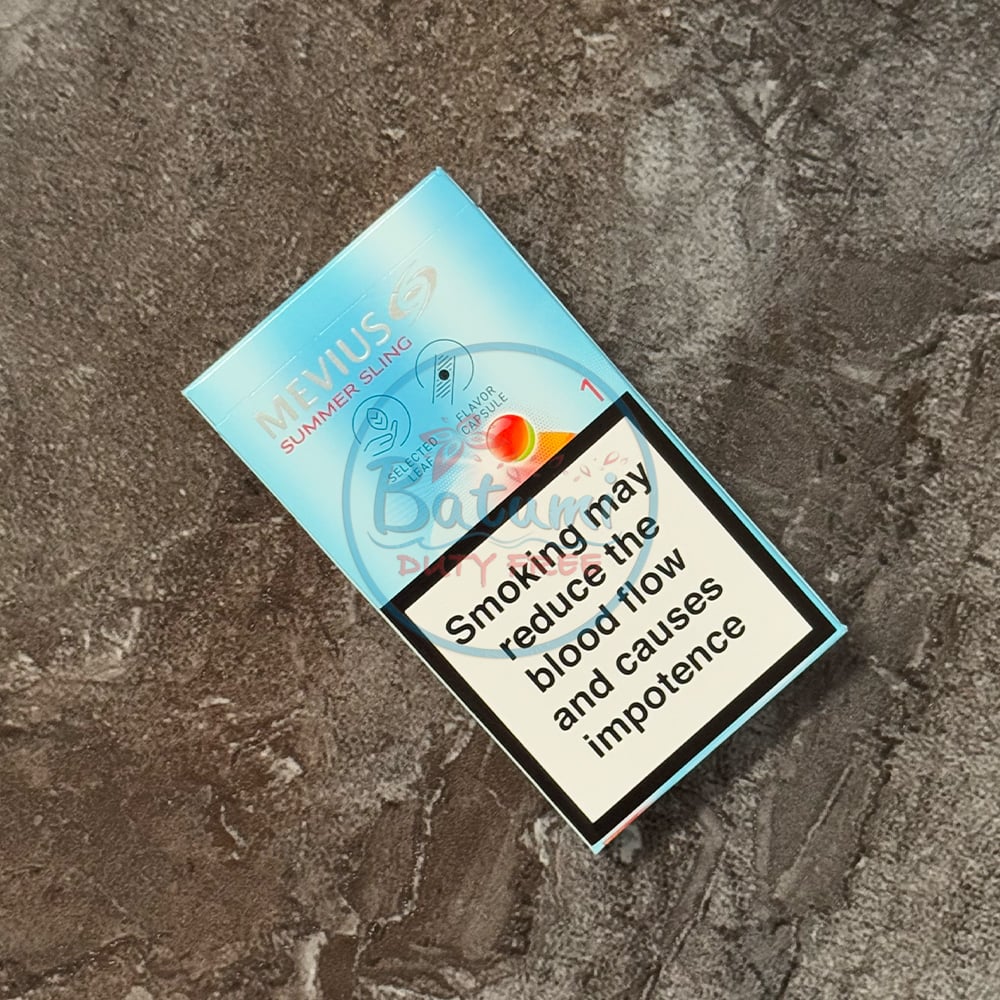 MEVIUS
SUMMER SLING
SELECTED
LEAF
FLAVOR
CAPSULE
1
Batumi
DUTY FREE
Smoking may
reduce the
blood flow
and causes
impotence